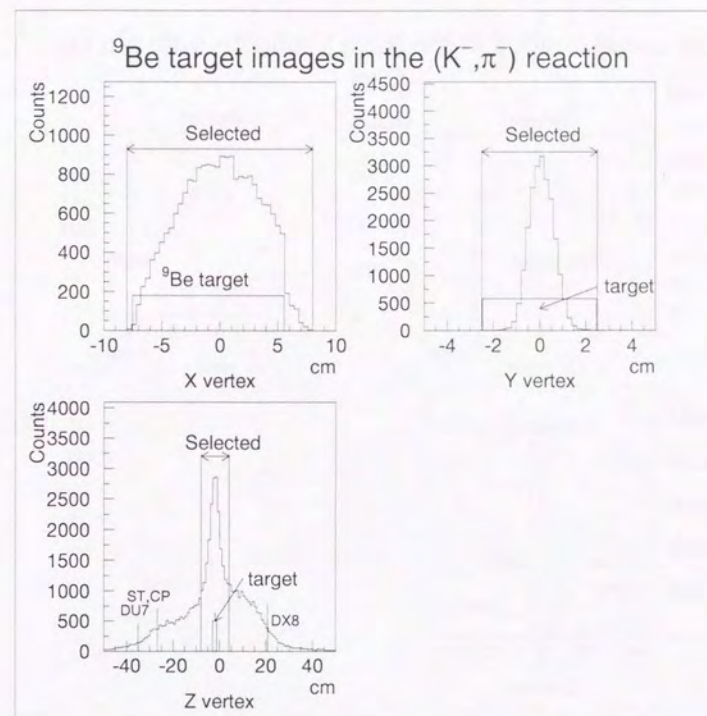 ⁹Be target images in the (K⁻,π⁻) reaction
Counts
1200
1000
800
600
400
200
0
Selected
⁹Be target
-10
-5
0
5
10
X vertex
cm
Counts
4500
4000
3500
3000
2500
2000
1500
1000
500
0
Selected
target
-4
-2
0
2
4
Y vertex
cm
Counts
4000
3500
3000
2500
2000
1500
1000
500
0
Selected
target
ST,CP
DU7
DX8
-40
-20
0
20
40
Z vertex
cm